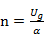 n = U_g / α